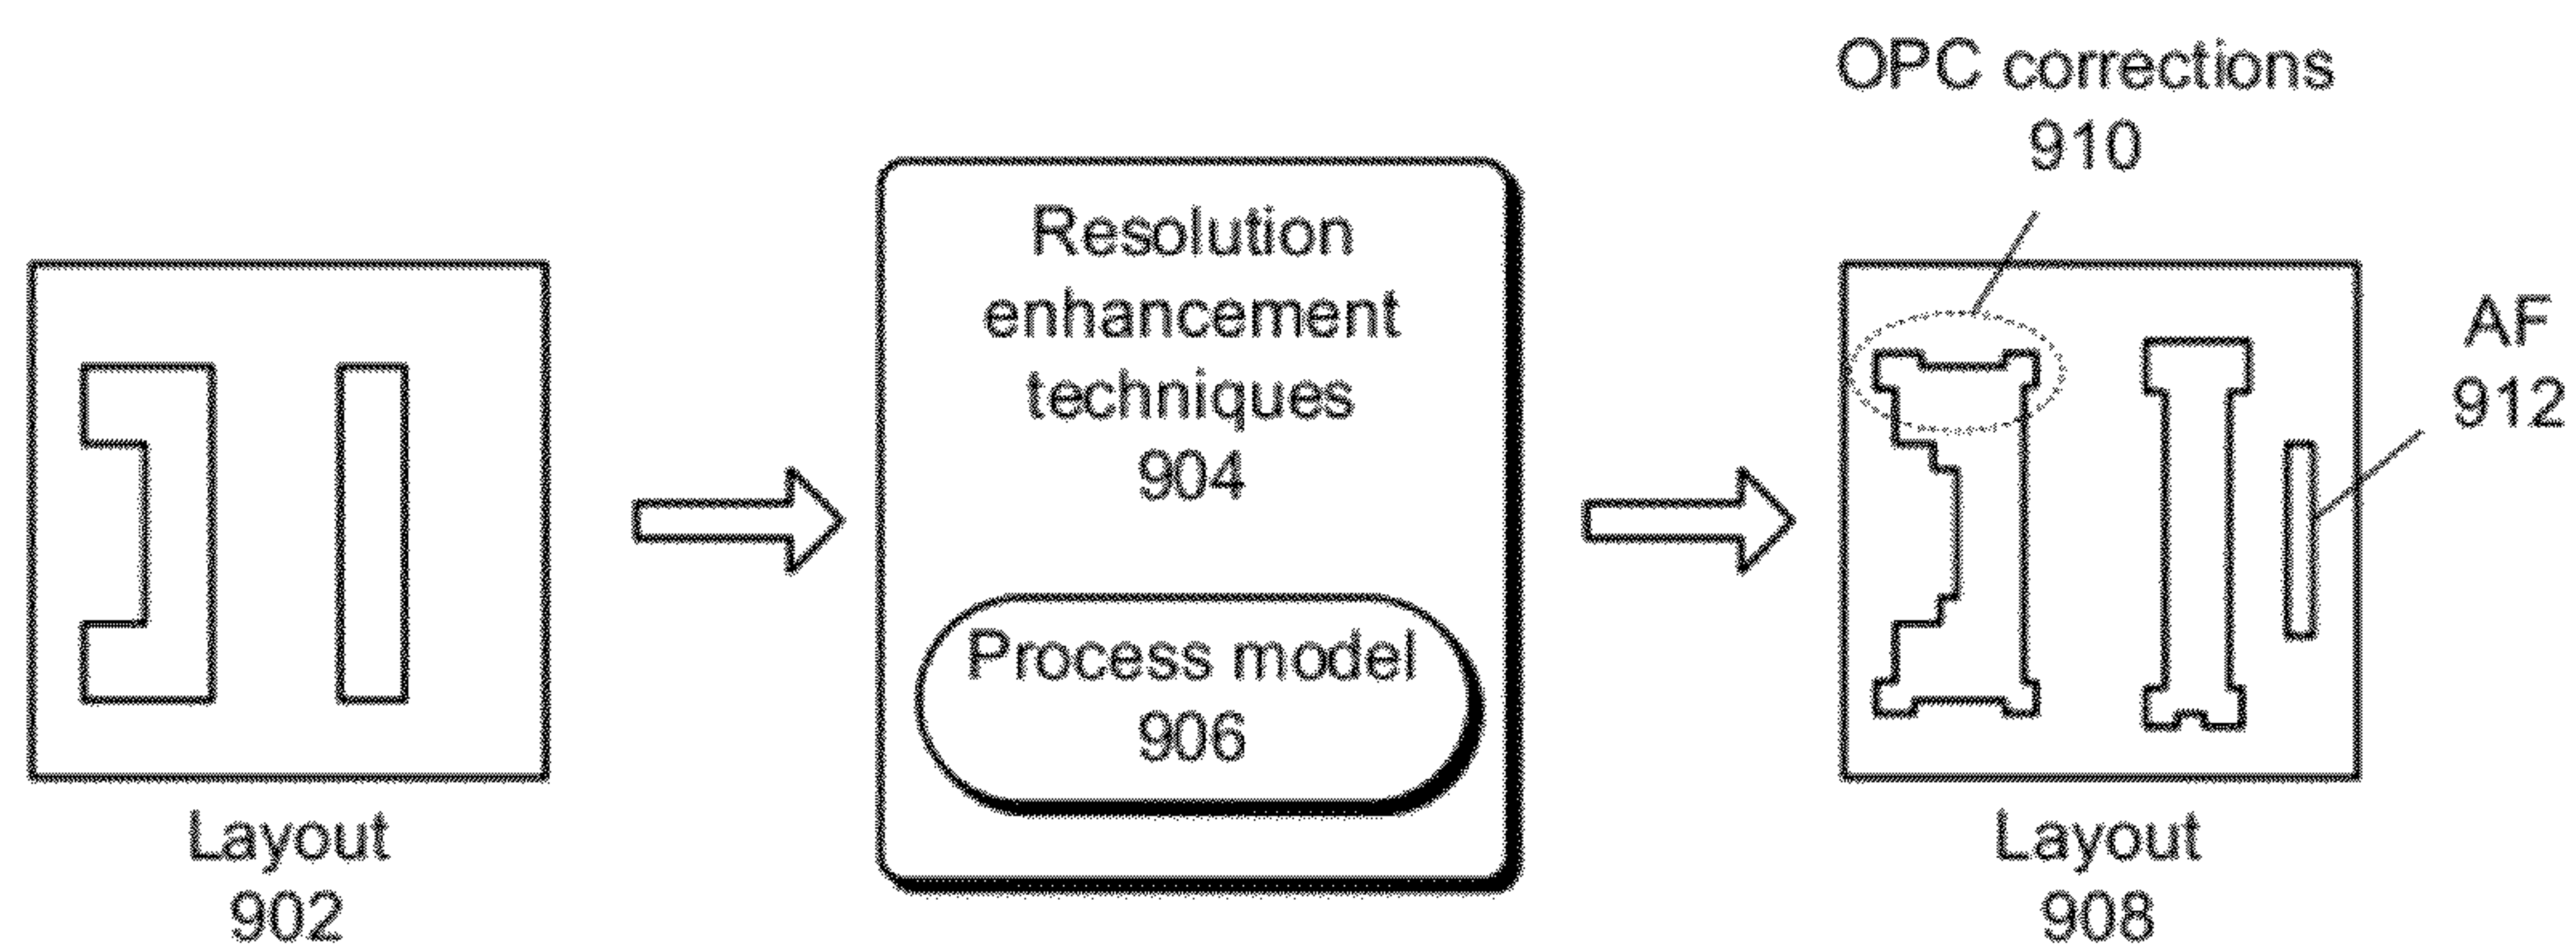 Layout
902
Resolution
enhancement
techniques
904
Process model
906
OPC corrections
910
AF
912
Layout
908